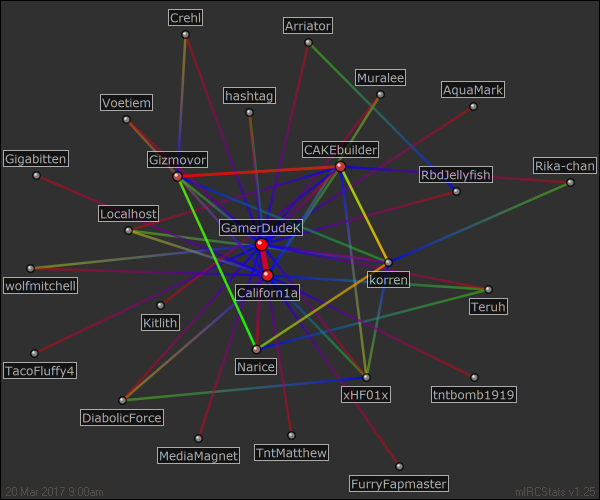 Crehl
Arriator
Muralee
AquaMark
hashtag
Voetiem
CAKEbuilder
Gigabitten
Gizmovor
RbdJellyfish
Rika-chan
Localhost
GamerDudeK
wolfmitchell
Californ1a
korren
Kitlith
Teruh
TacoFluffy4
Narice
xHF01x
tntbomb1919
DiabolicForce
MediaMagnet
TntMatthew
FurryFapmaster
20 Mar 2017 9:00am
mIRCStats v1.25